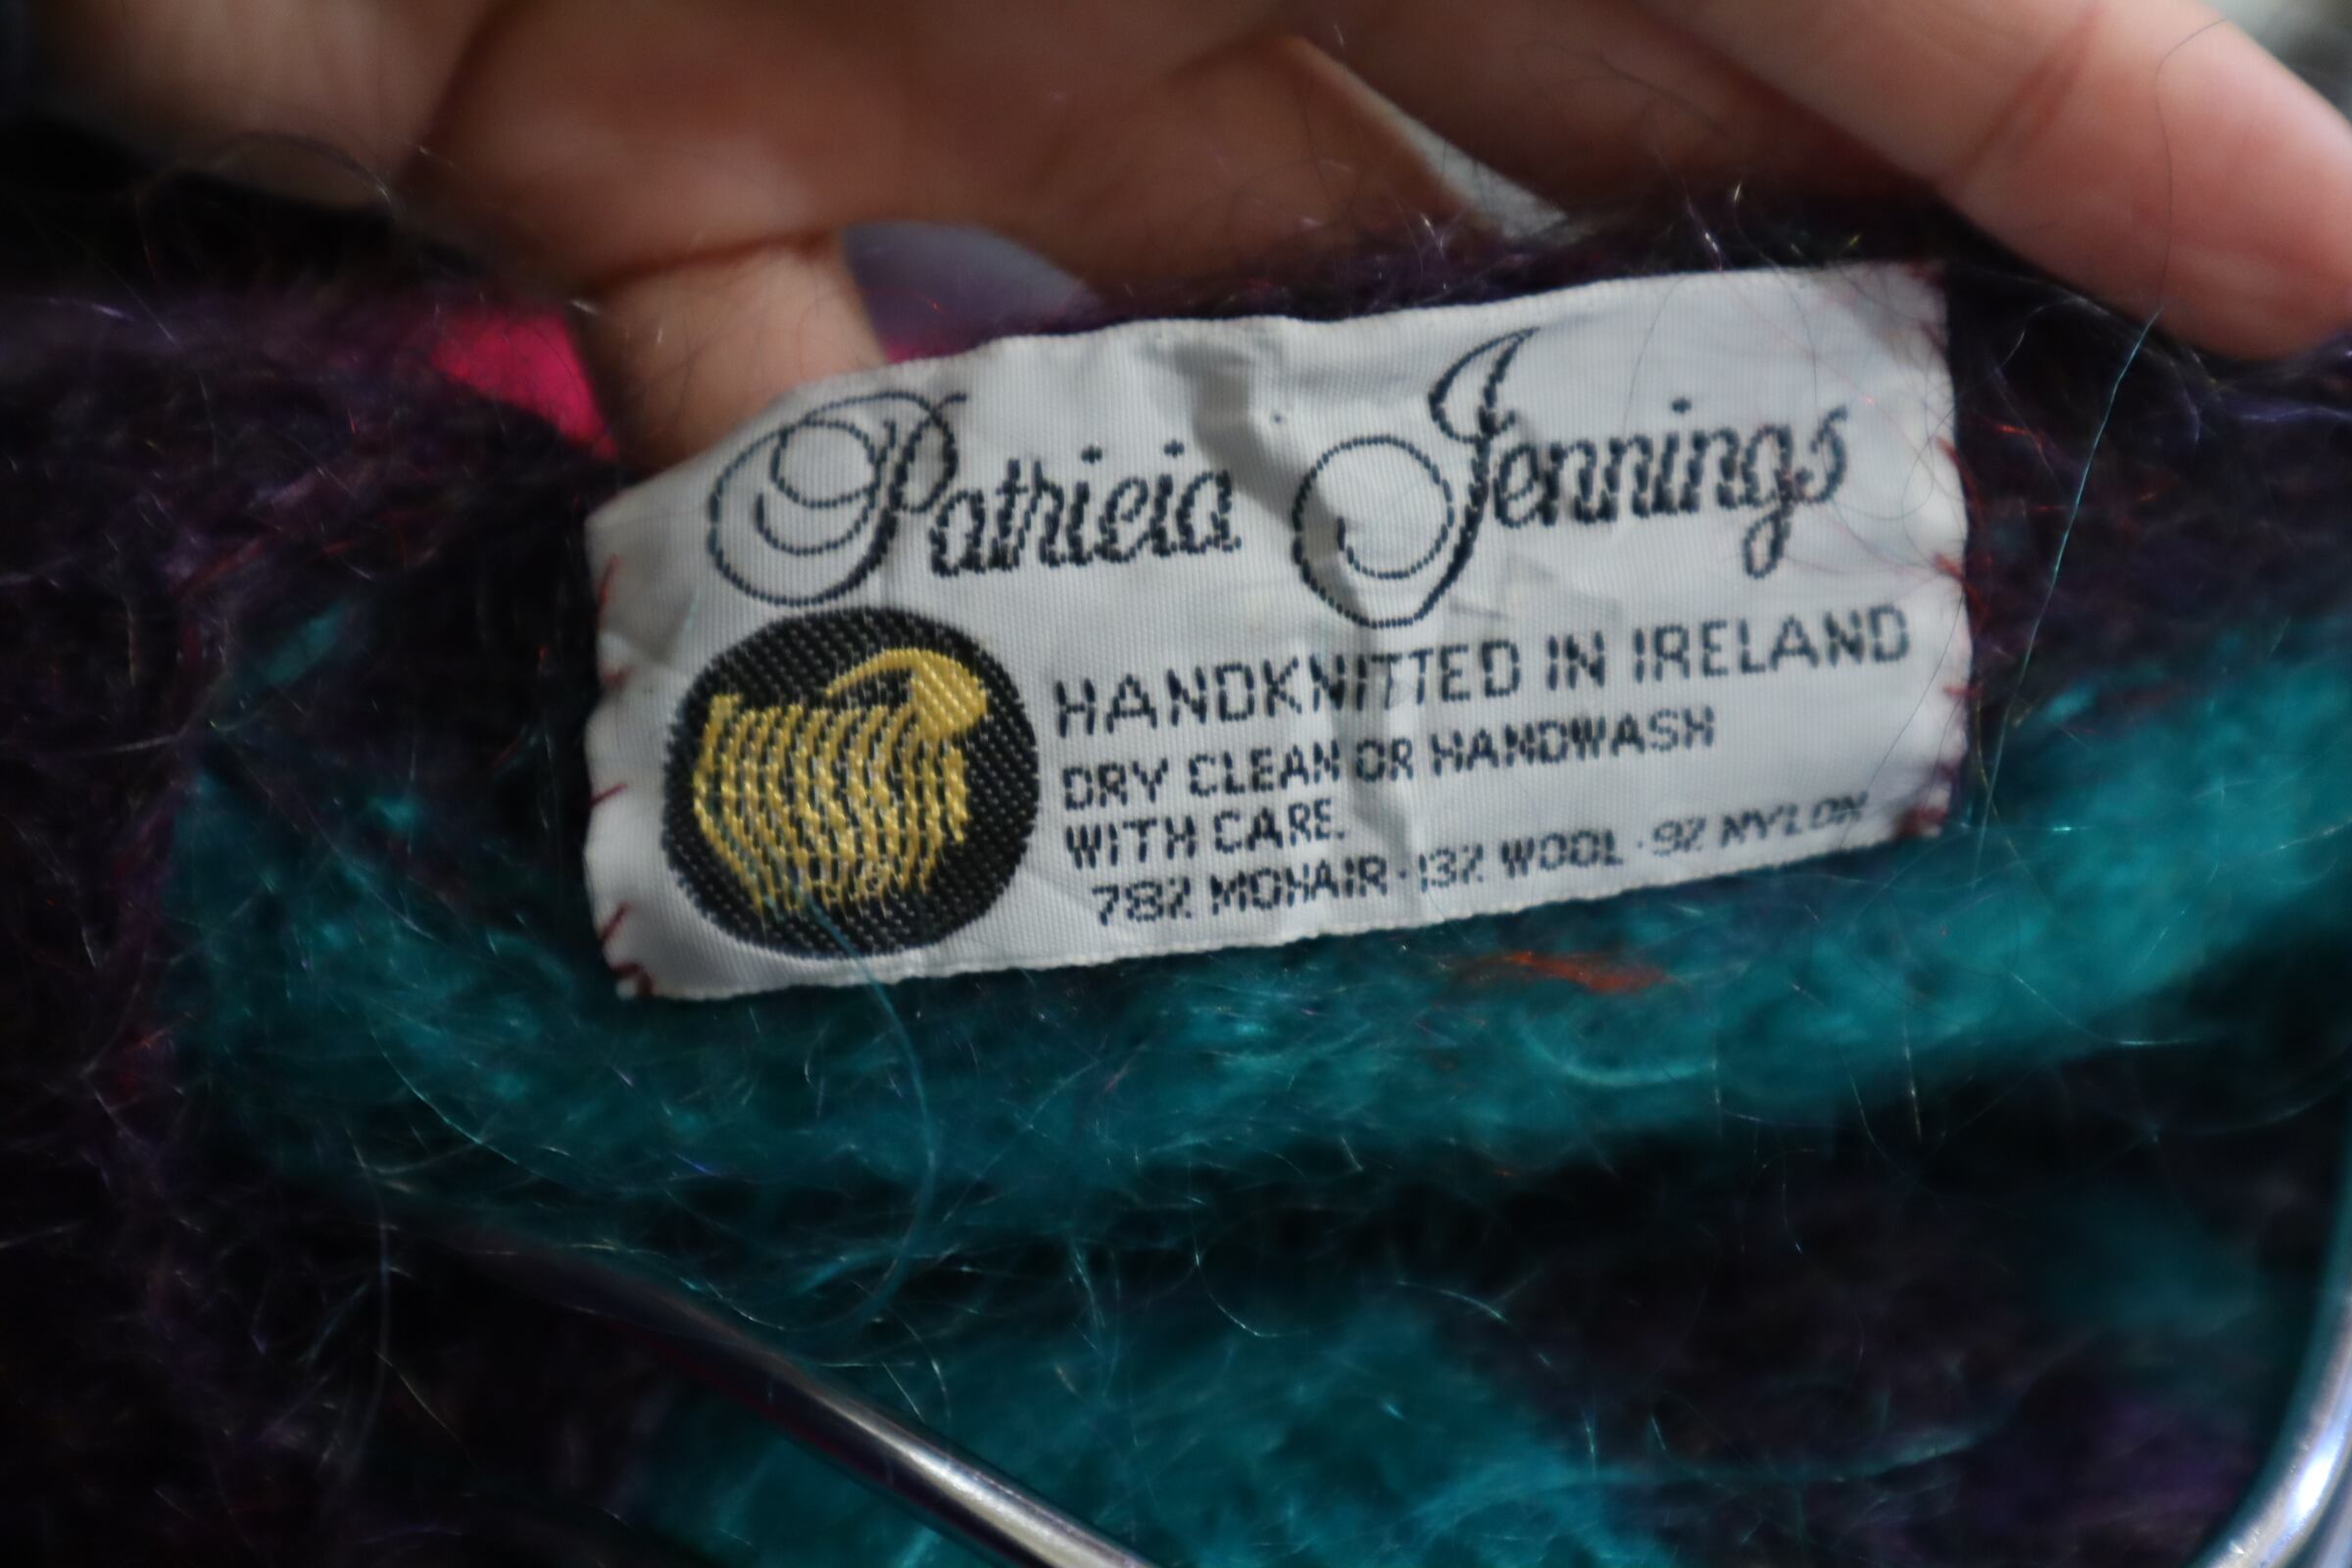 Patricia Jennings
HANDKNITTED IN IRELAND
DRY CLEAN OR HANDWASH
WITH CARE.
78% MOHAIR · 13% WOOL · 9% NYLON